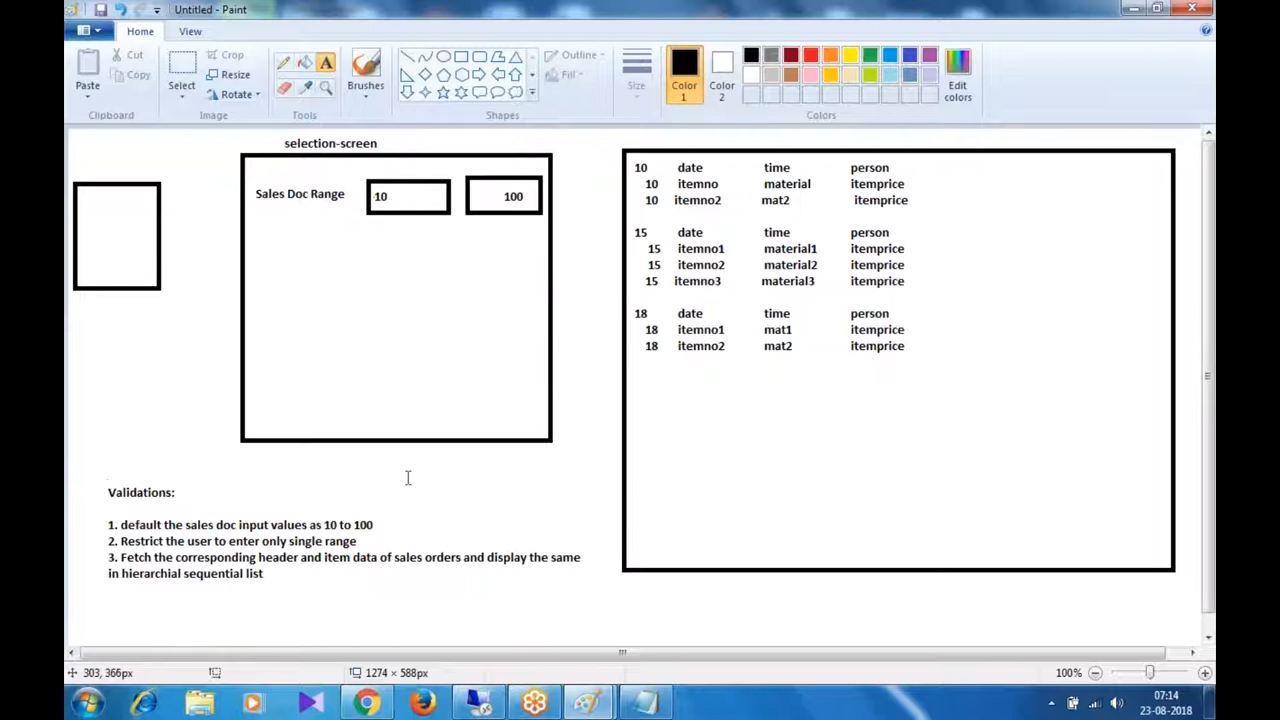 Untitled - Paint
Home View
Paste
Cut
Copy
Clipboard
Select
Crop
Resize
Rotate
Image
Tools
Brushes
Outline
Fill
Shapes
Size
Color 1
Color 2
Edit colors
Colors
selection-screen
Sales Doc Range 10 100
10 date time person
10 itemno material itemprice
10 itemno2 mat2 itemprice
15 date time person
15 itemno1 material1 itemprice
15 itemno2 material2 itemprice
15 itemno3 material3 itemprice
18 date time person
18 itemno1 mat1 itemprice
18 itemno2 mat2 itemprice
Validations:
1. default the sales doc input values as 10 to 100
2. Restrict the user to enter only single range
3. Fetch the corresponding header and item data of sales orders and display the same
in hierarchial sequential list
303, 366px
1274 × 588px
100%
07:14
23-08-2018